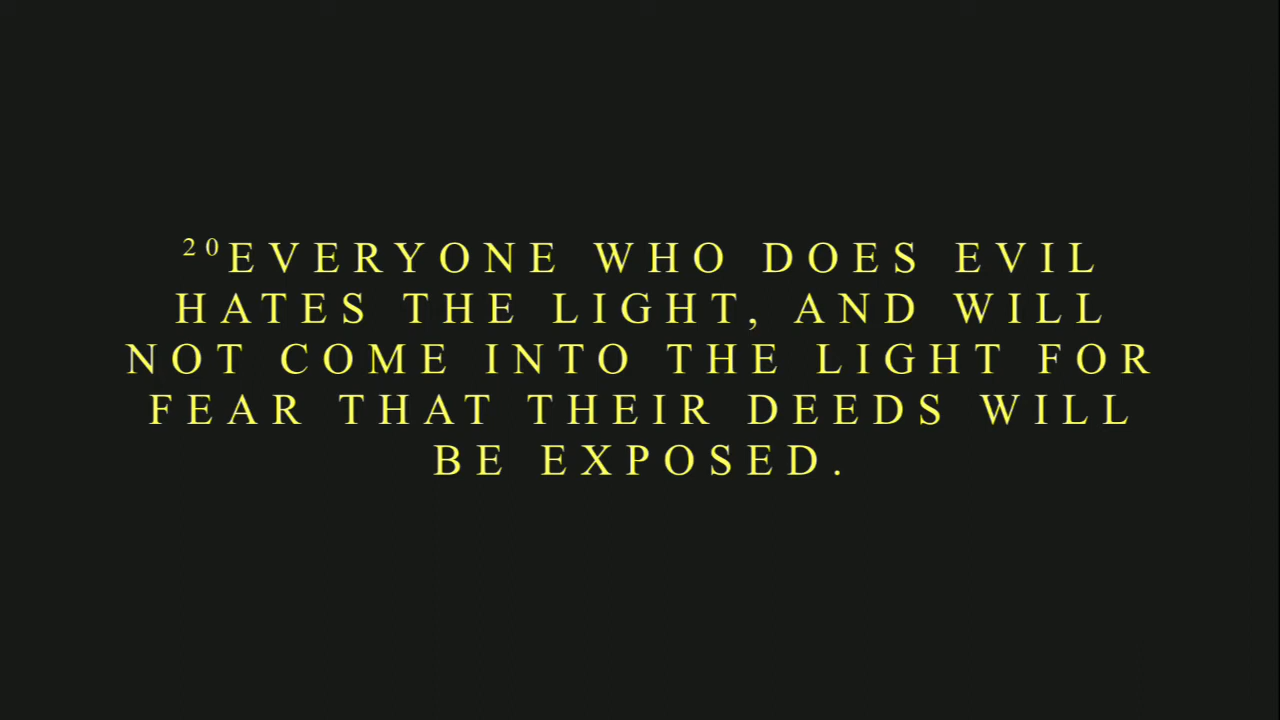 ²⁰EVERYONE WHO DOES EVIL
HATES THE LIGHT, AND WILL
NOT COME INTO THE LIGHT FOR
FEAR THAT THEIR DEEDS WILL
BE EXPOSED.